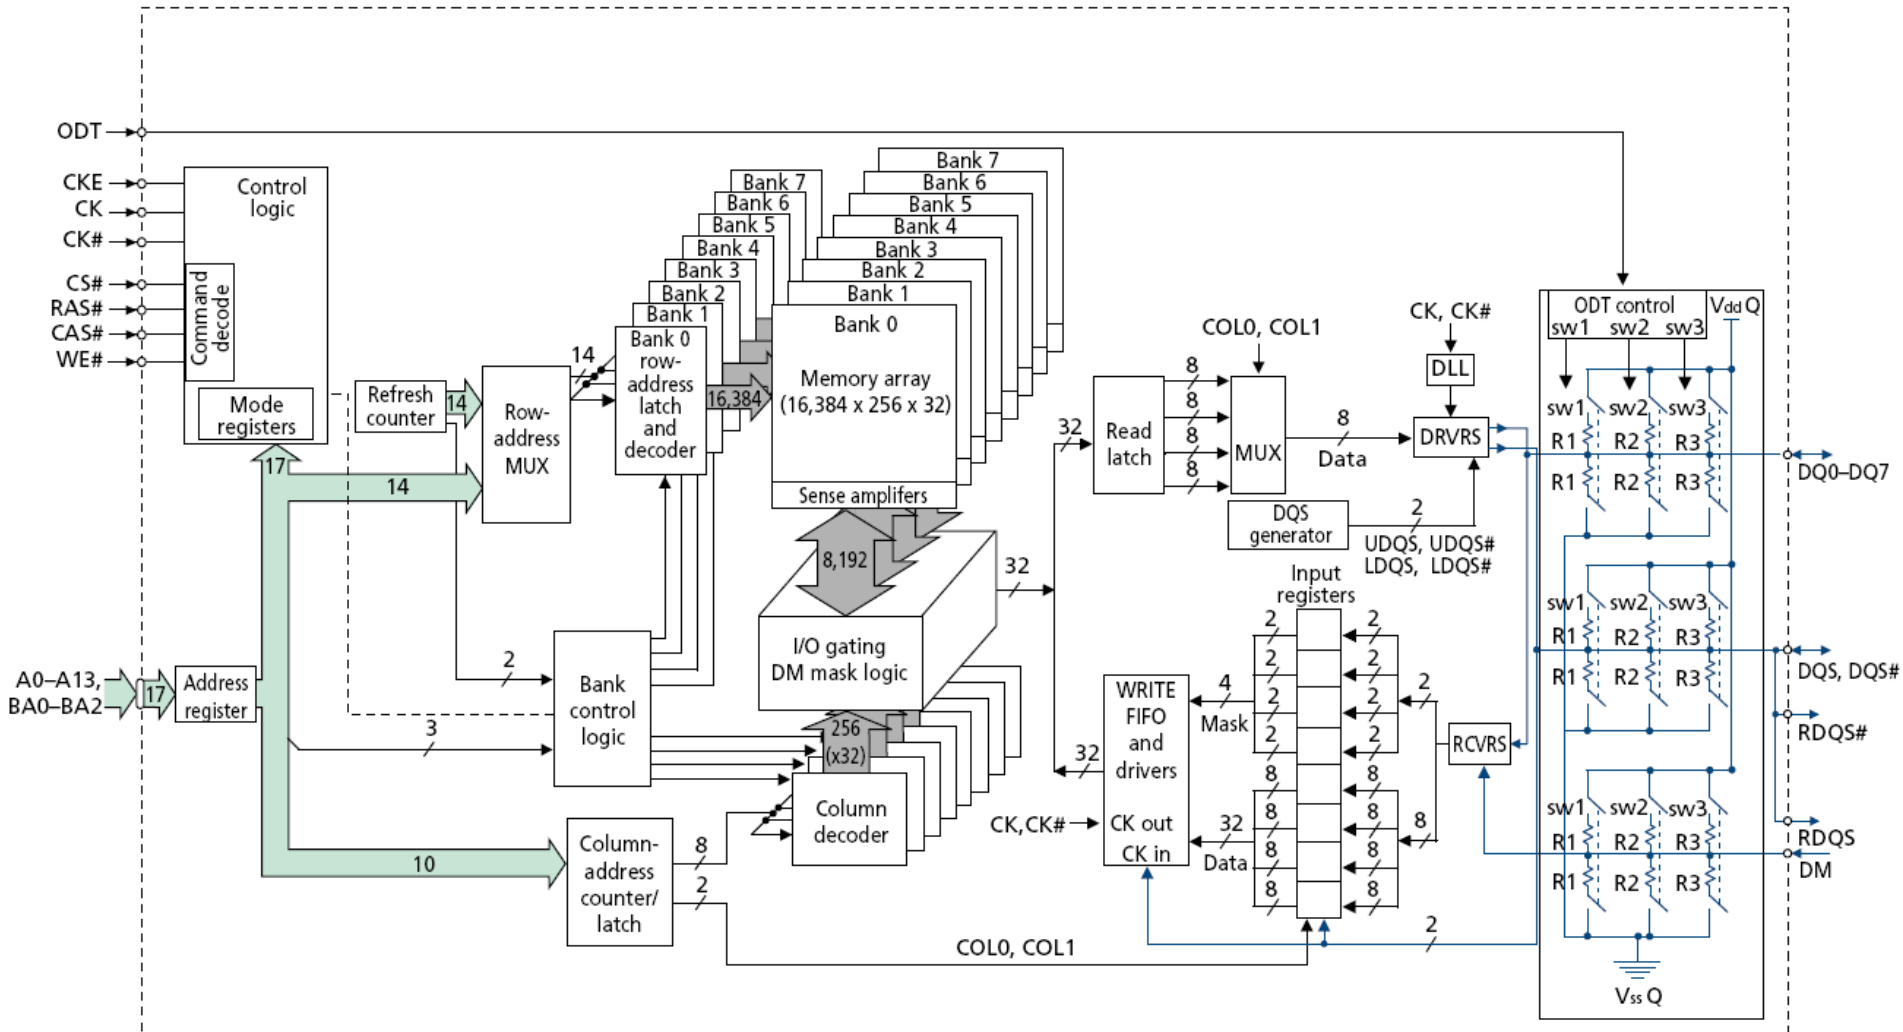 ODT
CKE
CK
CK#
CS#
RAS#
CAS#
WE#
Control
logic
Command
decode
Mode
registers
Refresh
counter
14
17
14
Row-
address
MUX
14
Bank 7
Bank 6
Bank 5
Bank 4
Bank 3
Bank 2
Bank 1
Bank 0
row-
address
latch
and
decoder
16,384
Bank 7
Bank 6
Bank 5
Bank 4
Bank 3
Bank 2
Bank 1
Bank 0
Memory array
(16,384 x 256 x 32)
Sense amplifers
8,192
I/O gating
DM mask logic
256
(x32)
Column
decoder
A0–A13,
BA0–BA2
17
Address
register
2
3
Bank
control
logic
10
Column-
address
counter/
latch
8
2
COL0, COL1
32
32
32
Read
latch
8
8
8
8
COL0, COL1
MUX
8
Data
CK, CK#
DLL
DRVRS
DQS
generator
2
UDQS, UDQS#
LDQS, LDQS#
Input
registers
2
2
2
2
8
8
8
8
2
2
2
2
8
8
8
8
4
Mask
32
Data
WRITE
FIFO
and
drivers
CK out
CK in
CK,CK#
2
8
RCVRS
2
ODT control
sw1 sw2 sw3
Vdd Q
sw1 sw2 sw3
R1 R2 R3
R1 R2 R3
sw1 sw2 sw3
R1 R2 R3
R1 R2 R3
sw1 sw2 sw3
R1 R2 R3
R1 R2 R3
Vss Q
DQ0–DQ7
DQS, DQS#
RDQS#
RDQS
DM